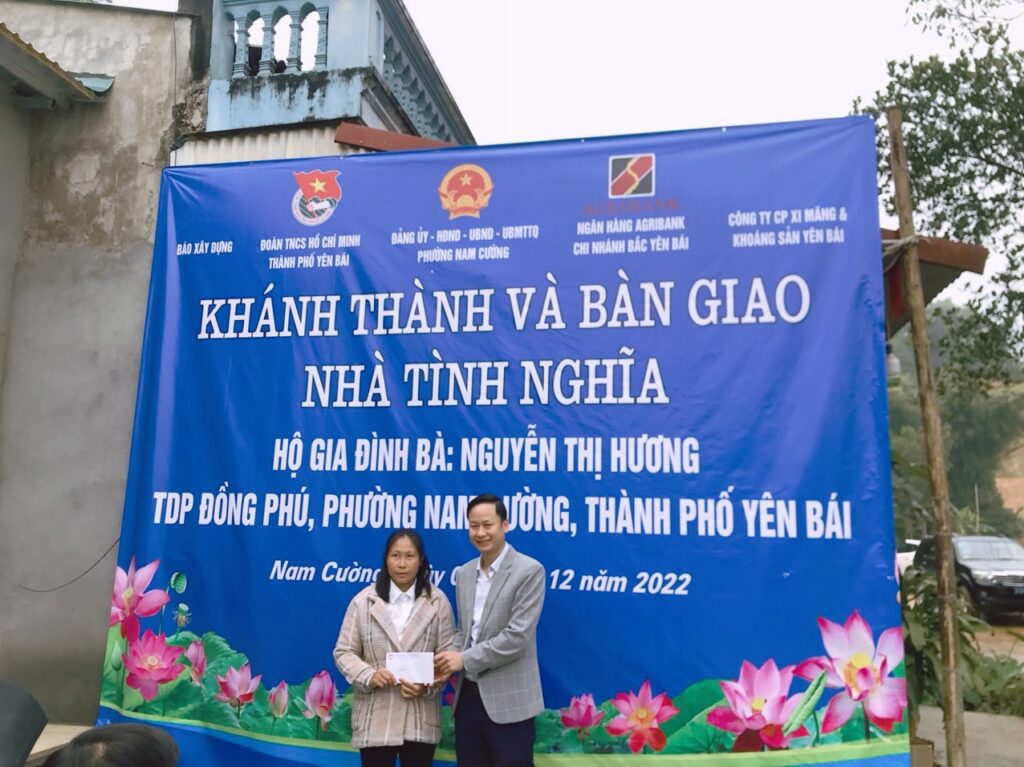 BÁO XÂY DỰNG
ĐOÀN TNCS HỒ CHÍ MINH
THÀNH PHỐ YÊN BÁI
ĐẢNG ỦY - HĐND - UBND - UBMTTQ
PHƯỜNG NAM CƯỜNG
AGRIBANK
NGÂN HÀNG AGRIBANK
CHI NHÁNH BẮC YÊN BÁI
CÔNG TY CP XI MĂNG &
KHOÁNG SẢN YÊN BÁI
KHÁNH THÀNH VÀ BÀN GIAO
NHÀ TÌNH NGHĨA
HỘ GIA ĐÌNH BÀ: NGUYỄN THỊ HƯƠNG
TDP ĐỒNG PHÚ, PHƯỜNG NAM CƯỜNG, THÀNH PHỐ YÊN BÁI
Nam Cường, 12 năm 2022